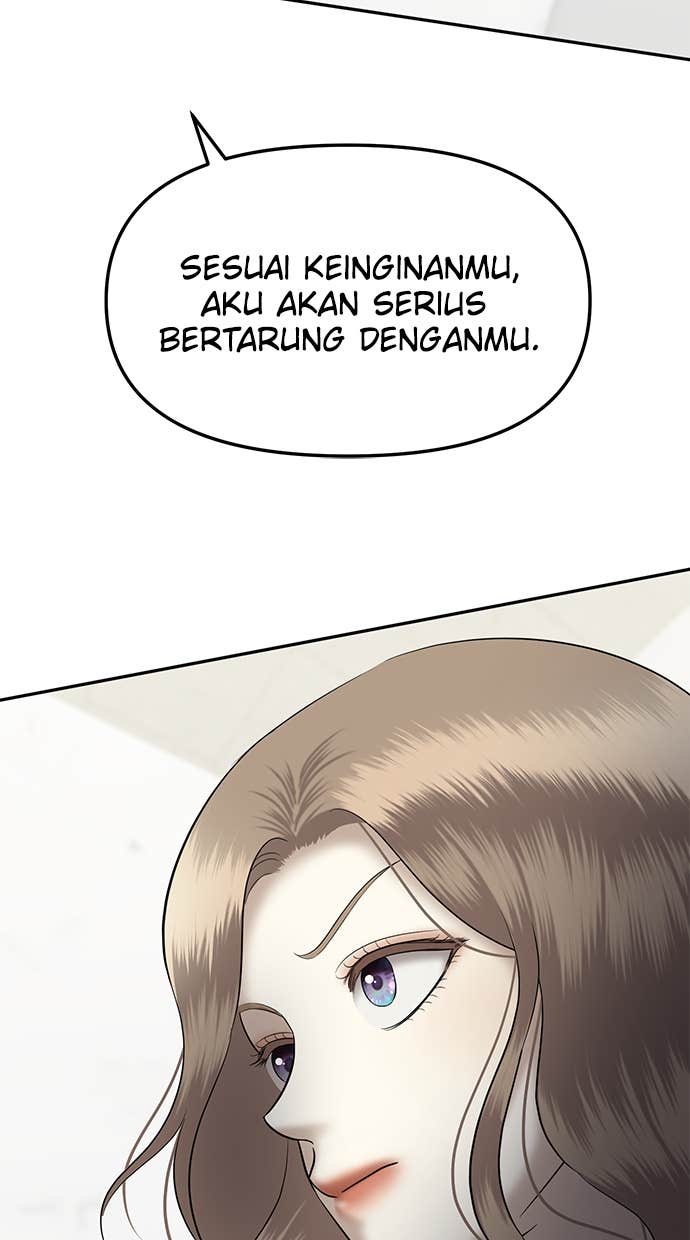 SESUAI KEINGINANMU,
AKU AKAN SERIUS
BERTARUNG DENGANMU.